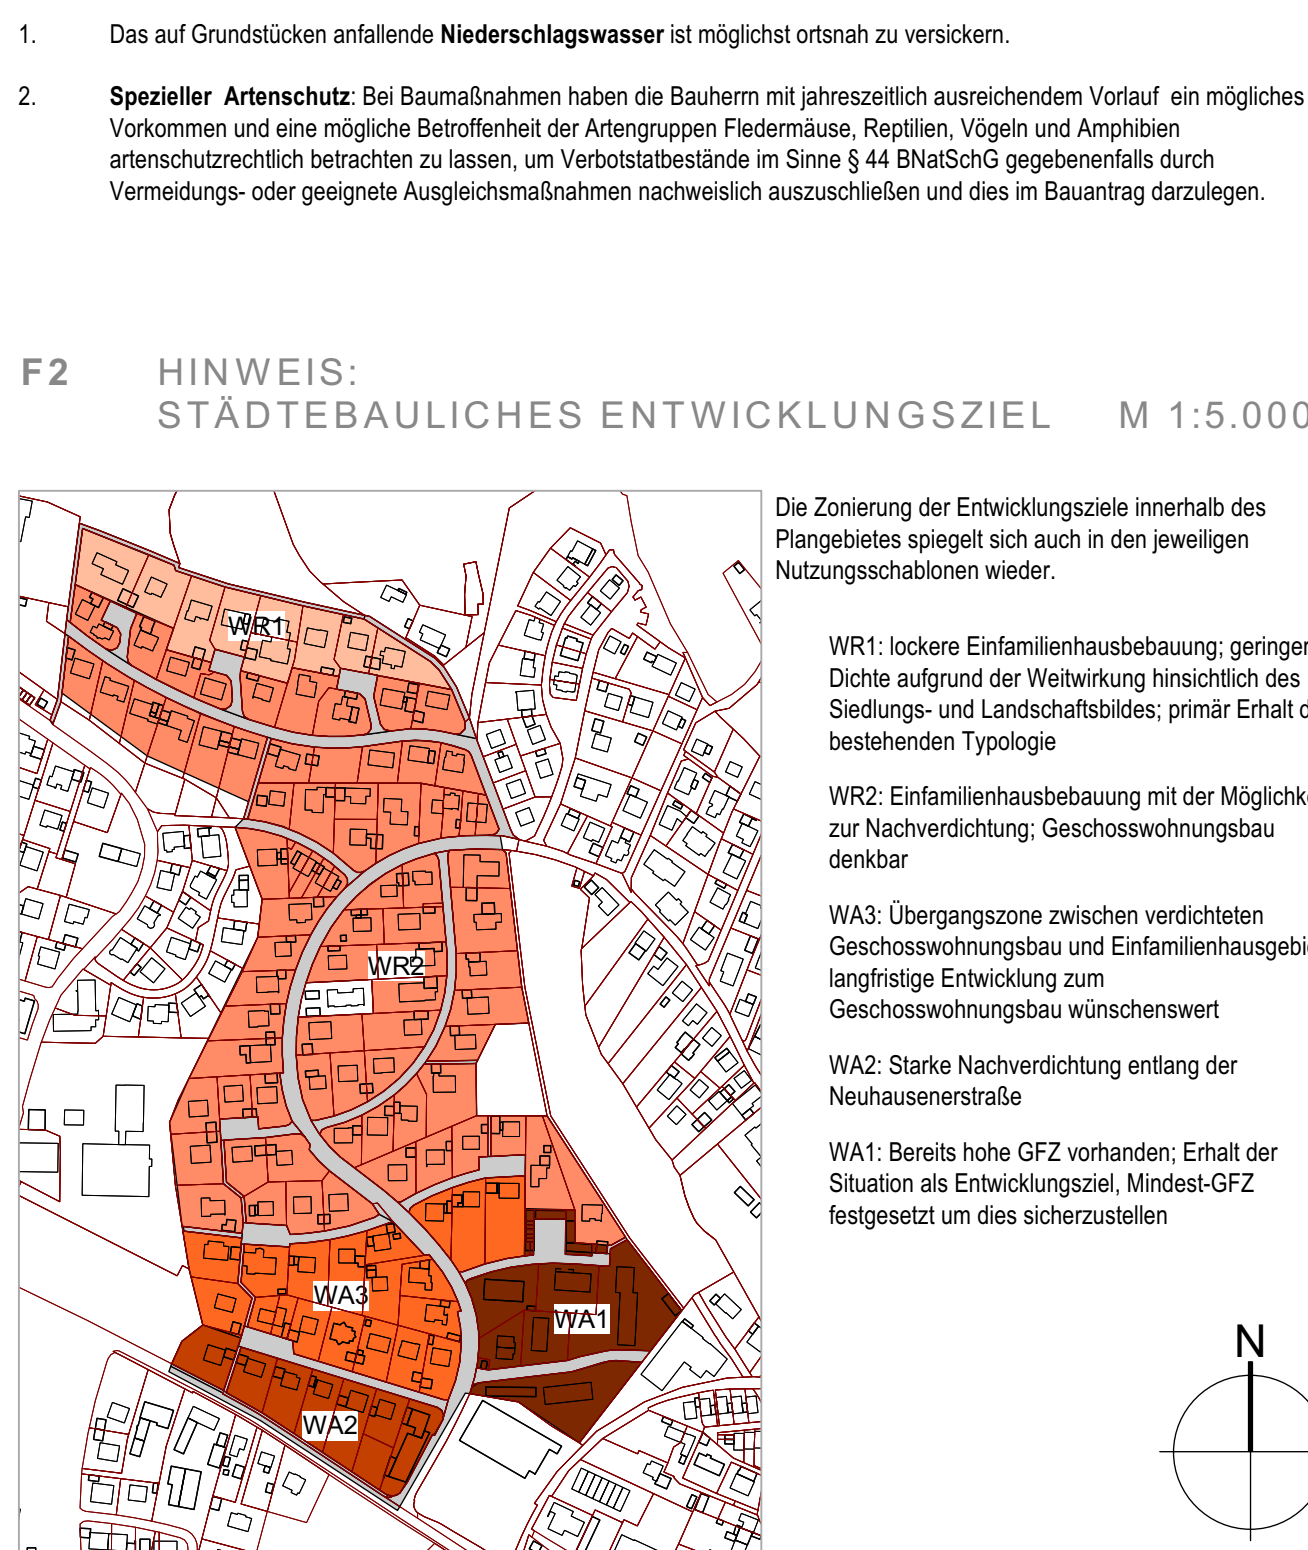 1. Das auf Grundstücken anfallende Niederschlagswasser ist möglichst ortsnah zu versickern.
2. Spezieller Artenschutz: Bei Baumaßnahmen haben die Bauherrn mit jahreszeitlich ausreichendem Vorlauf ein mögliches
Vorkommen und eine mögliche Betroffenheit der Artengruppen Fledermäuse, Reptilien, Vögeln und Amphibien
artenschutzrechtlich betrachten zu lassen, um Verbotstatbestände im Sinne § 44 BNatSchG gegebenenfalls durch
Vermeidungs- oder geeignete Ausgleichsmaßnahmen nachweislich auszuschließen und dies im Bauantrag darzulegen.
F2 HINWEIS:
STÄDTEBAULICHES ENTWICKLUNGSZIEL M 1:5.000
Die Zonierung der Entwicklungsziele innerhalb des
Plangebietes spiegelt sich auch in den jeweiligen
Nutzungsschablonen wieder.
WR1: lockere Einfamilienhausbebauung; geringer
Dichte aufgrund der Weitwirkung hinsichtlich des
Siedlungs- und Landschaftsbildes; primär Erhalt d
bestehenden Typologie
WR2: Einfamilienhausbebauung mit der Möglichke
zur Nachverdichtung; Geschosswohnungsbau
denkbar
WA3: Übergangszone zwischen verdichteten
Geschosswohnungsbau und Einfamilienhausgebie
langfristige Entwicklung zum
Geschosswohnungsbau wünschenswert
WA2: Starke Nachverdichtung entlang der
Neuhausenerstraße
WA1: Bereits hohe GFZ vorhanden; Erhalt der
Situation als Entwicklungsziel, Mindest-GFZ
festgesetzt um dies sicherzustellen
WR1
WR2
WA3
WA1
WA2
N